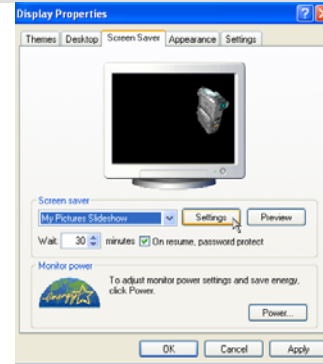 Display Properties
Themes Desktop Screen Saver Appearance Settings
Screen saver
My Pictures Slideshow Settings Preview
Wait: 30 minutes On resume, password protect
Monitor power
To adjust monitor power settings and save energy,
click Power.
energy
Power...
OK Cancel Apply